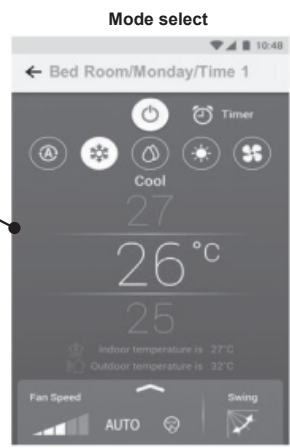 Mode select
10:48
Bed Room/Monday/Time 1
Timer
A
Cool
27
26°C
25
Indoor temperature is 27°C
Outdoor temperature is 32°C
Fan Speed
Swing
AUTO